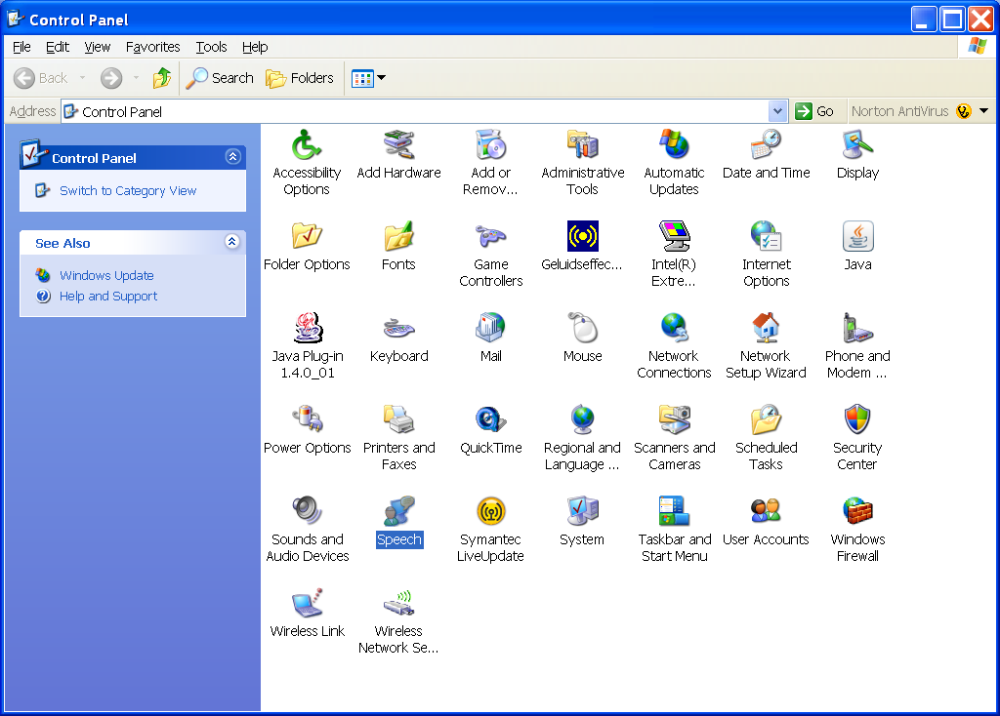 Control Panel
File Edit View Favorites Tools Help
Back Search Folders
Address Control Panel Go Norton AntiVirus
Control Panel
Switch to Category View
See Also
Windows Update
Help and Support
Accessibility
Options
Add Hardware
Add or
Remov...
Administrative
Tools
Automatic
Updates
Date and Time
Display
Folder Options
Fonts
Game
Controllers
Geluidseffec...
Intel(R)
Extre...
Internet
Options
Java
Java Plug-in
1.4.0_01
Keyboard
Mail
Mouse
Network
Connections
Network
Setup Wizard
Phone and
Modem ...
Power Options
Printers and
Faxes
QuickTime
Regional and
Language ...
Scanners and
Cameras
Scheduled
Tasks
Security
Center
Sounds and
Audio Devices
Speech
Symantec
LiveUpdate
System
Taskbar and
Start Menu
User Accounts
Windows
Firewall
Wireless Link
Wireless
Network Se...